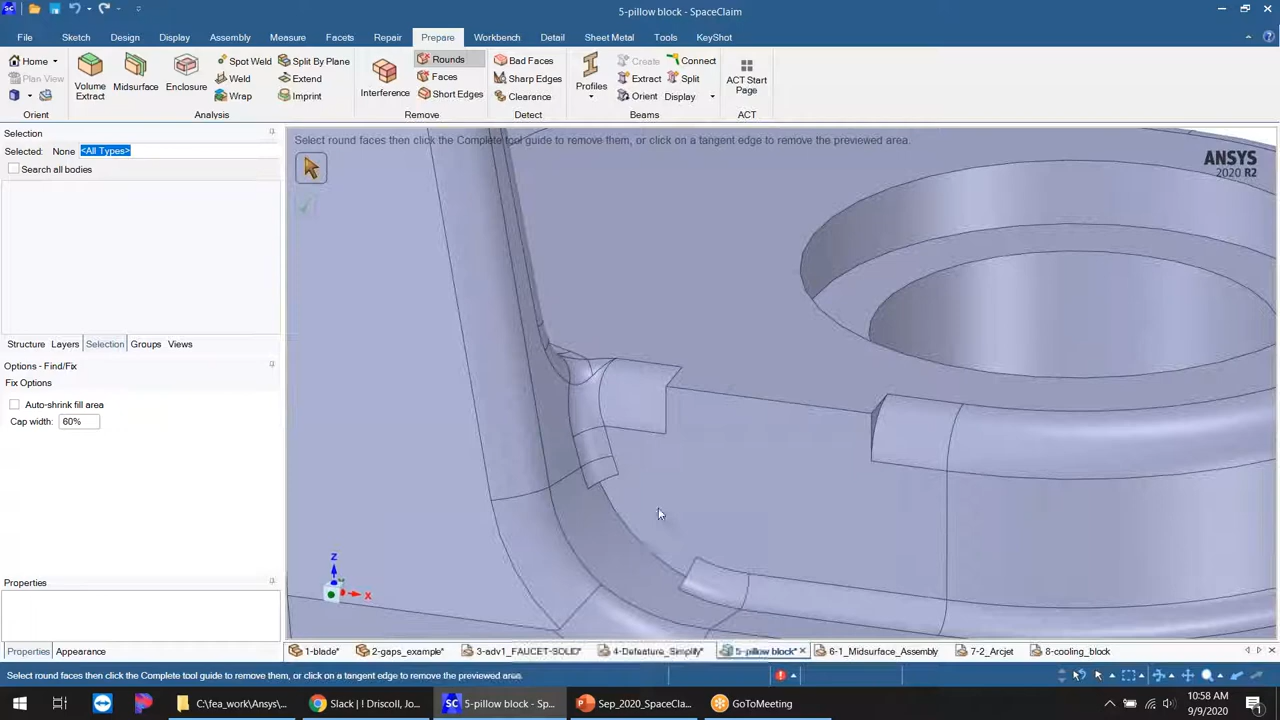 5-pillow block - SpaceClaim
File Sketch Design Display Assembly Measure Facets Repair Prepare Workbench Detail Sheet Metal Tools KeyShot
Home
Plan View
Orient
Volume Extract
Midsurface
Enclosure
Spot Weld
Weld
Wrap
Split By Plane
Extend
Imprint
Analysis
Interference
Rounds
Faces
Short Edges
Remove
Bad Faces
Sharp Edges
Clearance
Detect
Profiles
Create
Extract
Orient
Connect
Split
Display
Beams
ACT Start Page
ACT
Selection
Selected: None <All Types>
Search all bodies
Structure Layers Selection Groups Views
Options - Find/Fix
Fix Options
Auto-shrink fill area
Cap width: 60%
Properties
Properties Appearance
Select round faces then click the Complete tool guide to remove them, or click on a tangent edge to remove the previewed area.
ANSYS
2020 R2
Z
X
1-blade* 2-gaps_example* 3-adv1_FAUCET-SOLID* 4-Defeature_Simplify* 5-pillow block* 6-1_Midsurface_Assembly 7-2_Arcjet 8-cooling_block
Select round faces then click the Complete tool guide to remove them, or click on a tangent edge to remove the previewed area.
C:\fea_work\Ansys\... Slack | ! Driscoll, Jo... 5-pillow block - Sp... Sep_2020_SpaceCla... GoToMeeting
10:58 AM
9/9/2020